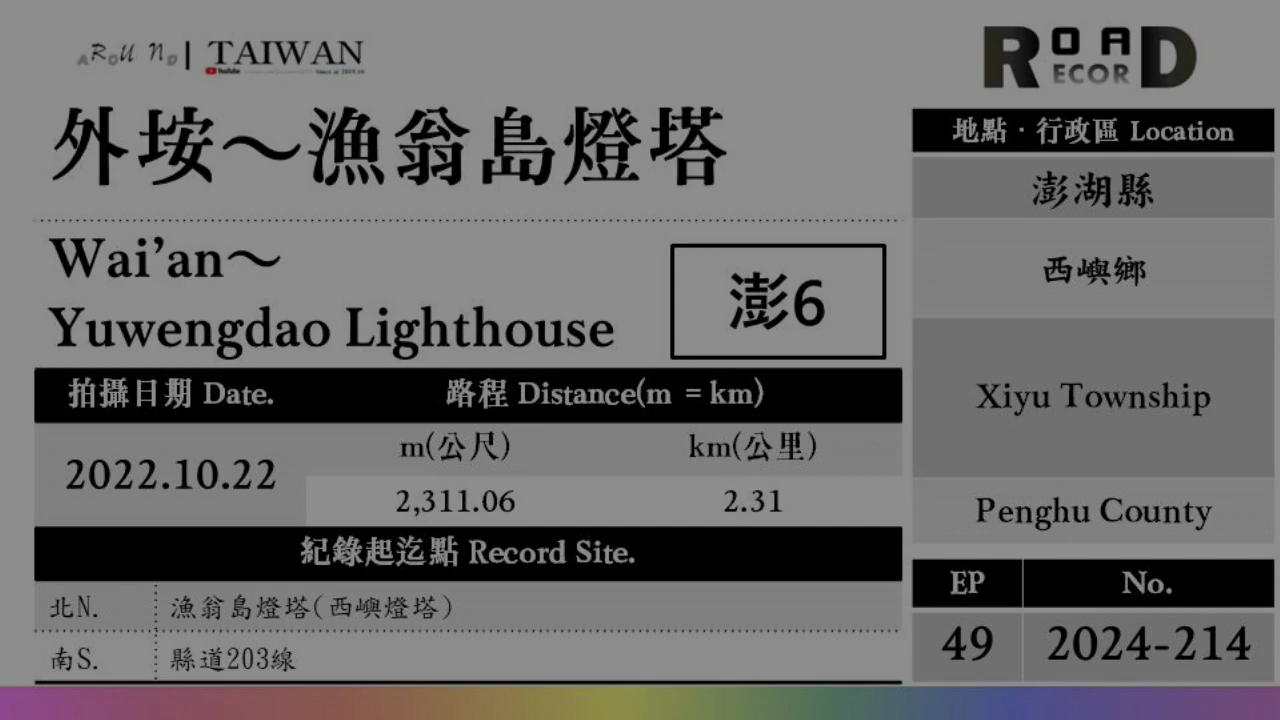 AROUND | TAIWAN
YouTube
外垵～漁翁島燈塔
Wai’an～
Yuwengdao Lighthouse
澎6
拍攝日期 Date.
路程 Distance(m = km)
2022.10.22
m(公尺)
km(公里)
2,311.06
2.31
紀錄起迄點 Record Site.
北N.
漁翁島燈塔(西嶼燈塔)
南S.
縣道203線
ROAD
RECORD
地點．行政區 Location
澎湖縣
西嶼鄉
Xiyu Township
Penghu County
EP
No.
49
2024-214